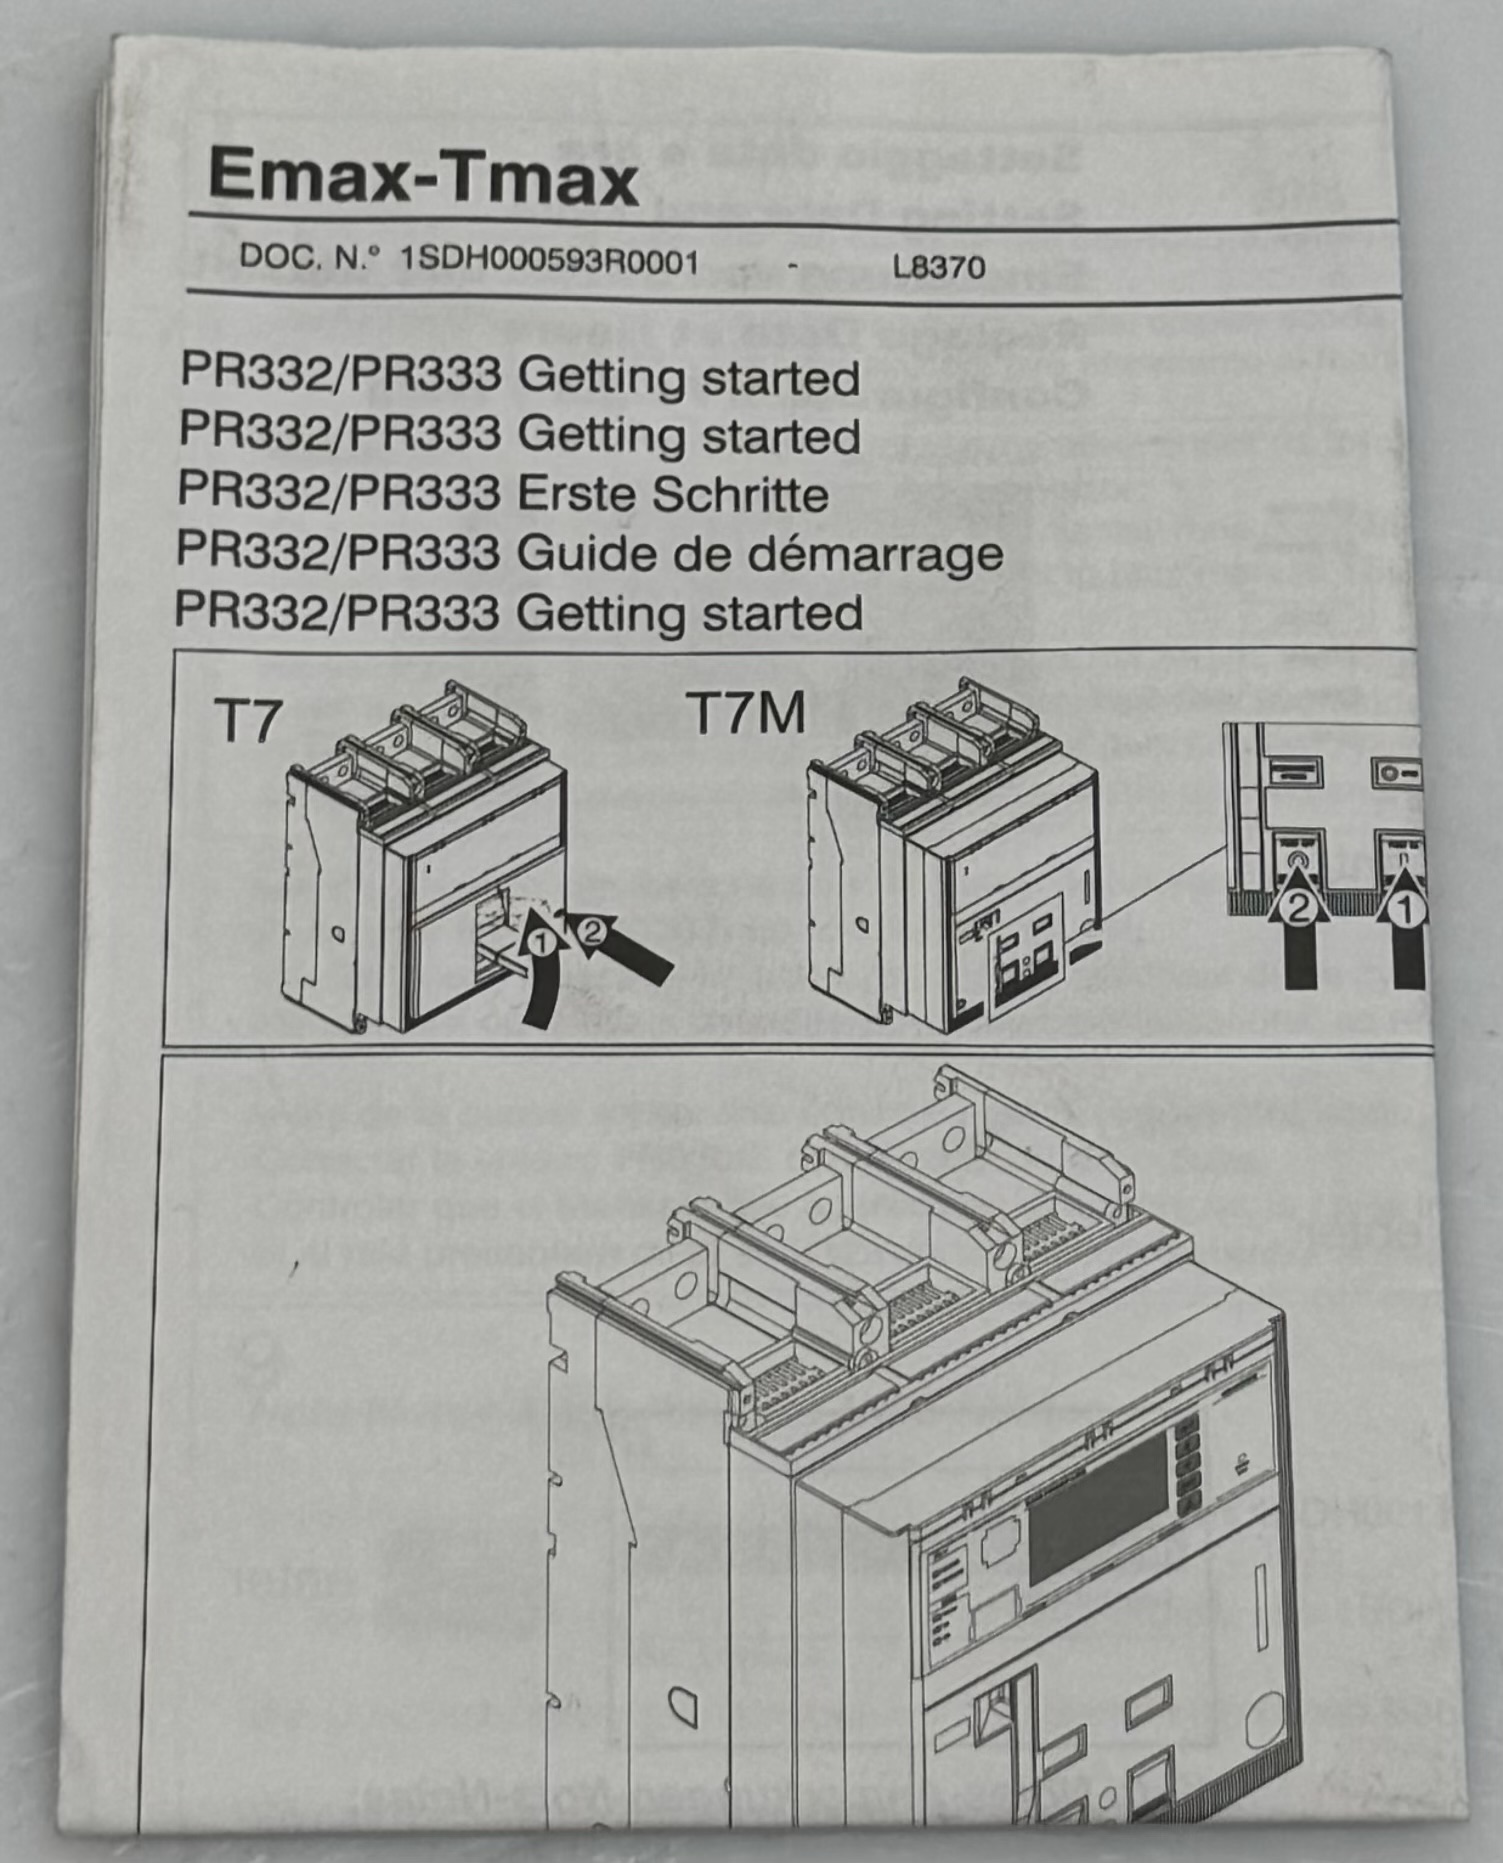 Emax-Tmax
DOC. N.° 1SDH000593R0001 - L8370
PR332/PR333 Getting started
PR332/PR333 Getting started
PR332/PR333 Erste Schritte
PR332/PR333 Guide de démarrage
PR332/PR333 Getting started
T7 T7M
1 2
2 1